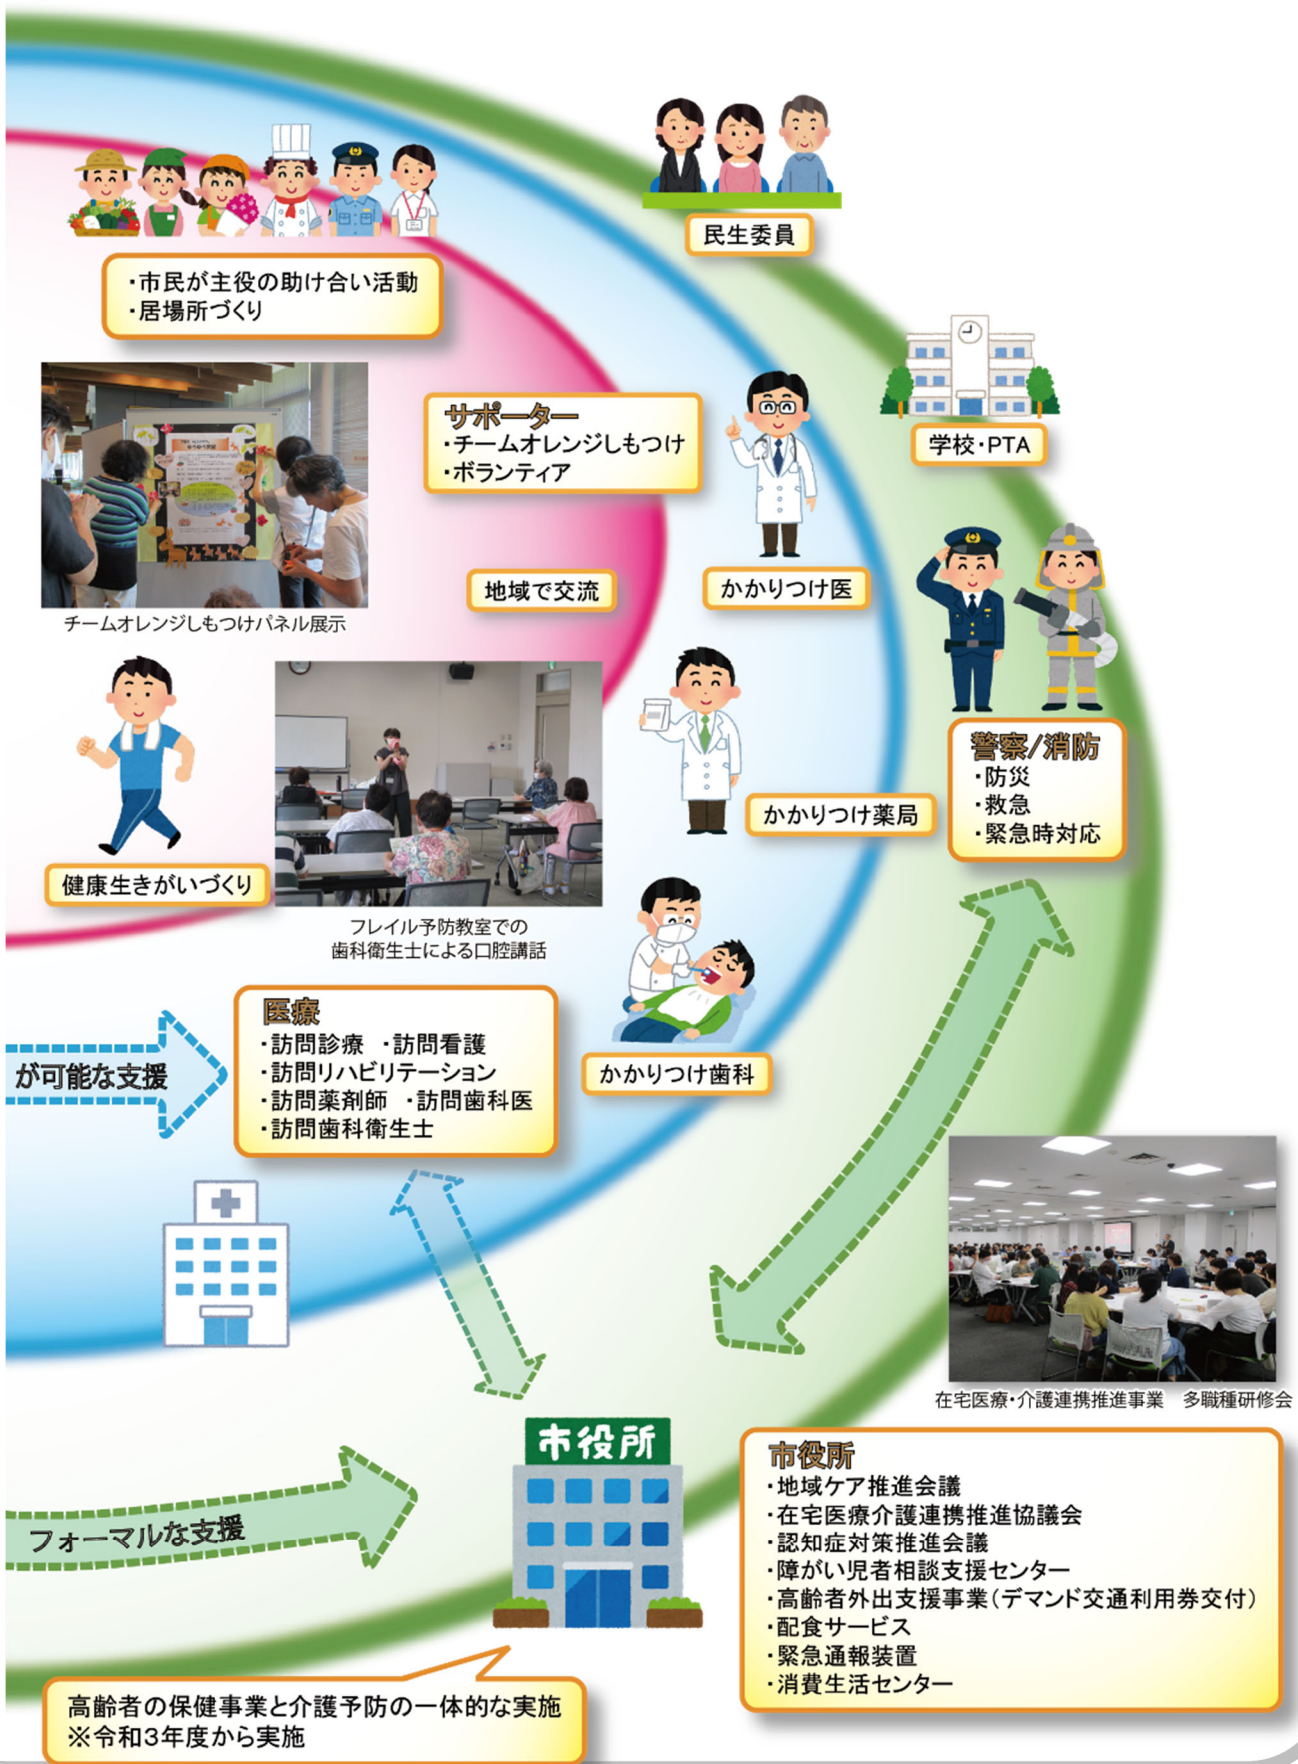 民生委員
・市民が主役の助け合い活動
・居場所づくり
サポーター
・チームオレンジしもつけ
・ボランティア
学校・PTA
地域で交流
かかりつけ医
チームオレンジしもつけパネル展示
警察/消防
・防災
・救急
・緊急時対応
かかりつけ薬局
健康生きがいづくり
フレイル予防教室での
歯科衛生士による口腔講話
医療
・訪問診療 ・訪問看護
・訪問リハビリテーション
・訪問薬剤師 ・訪問歯科医
・訪問歯科衛生士
が可能な支援
かかりつけ歯科
在宅医療・介護連携推進事業 多職種研修会
市役所
フォーマルな支援
市役所
・地域ケア推進会議
・在宅医療介護連携推進協議会
・認知症対策推進会議
・障がい児者相談支援センター
・高齢者外出支援事業（デマンド交通利用券交付）
・配食サービス
・緊急通報装置
・消費生活センター
高齢者の保健事業と介護予防の一体的な実施
※令和3年度から実施